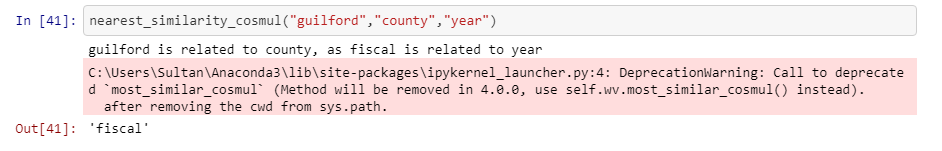 In [41]: nearest_similarity_cosmul("guilford","county","year")
guilford is related to county, as fiscal is related to year
C:\Users\Sultan\Anaconda3\lib\site-packages\ipykernel_launcher.py:4: DeprecationWarning: Call to deprecate
d `most_similar_cosmul` (Method will be removed in 4.0.0, use self.wv.most_similar_cosmul() instead).
  after removing the cwd from sys.path.
Out[41]: 'fiscal'